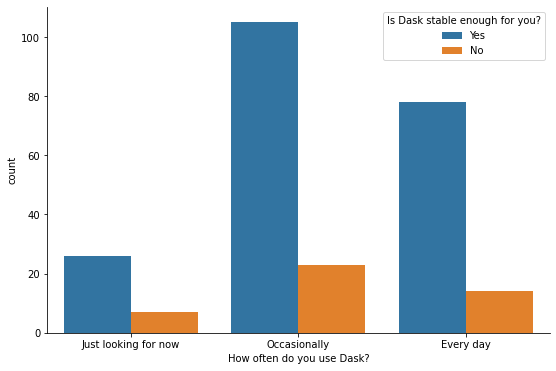 Is Dask stable enough for you?
Yes
No
100
80
60
40
20
0
count
Just looking for now
Occasionally
Every day
How often do you use Dask?